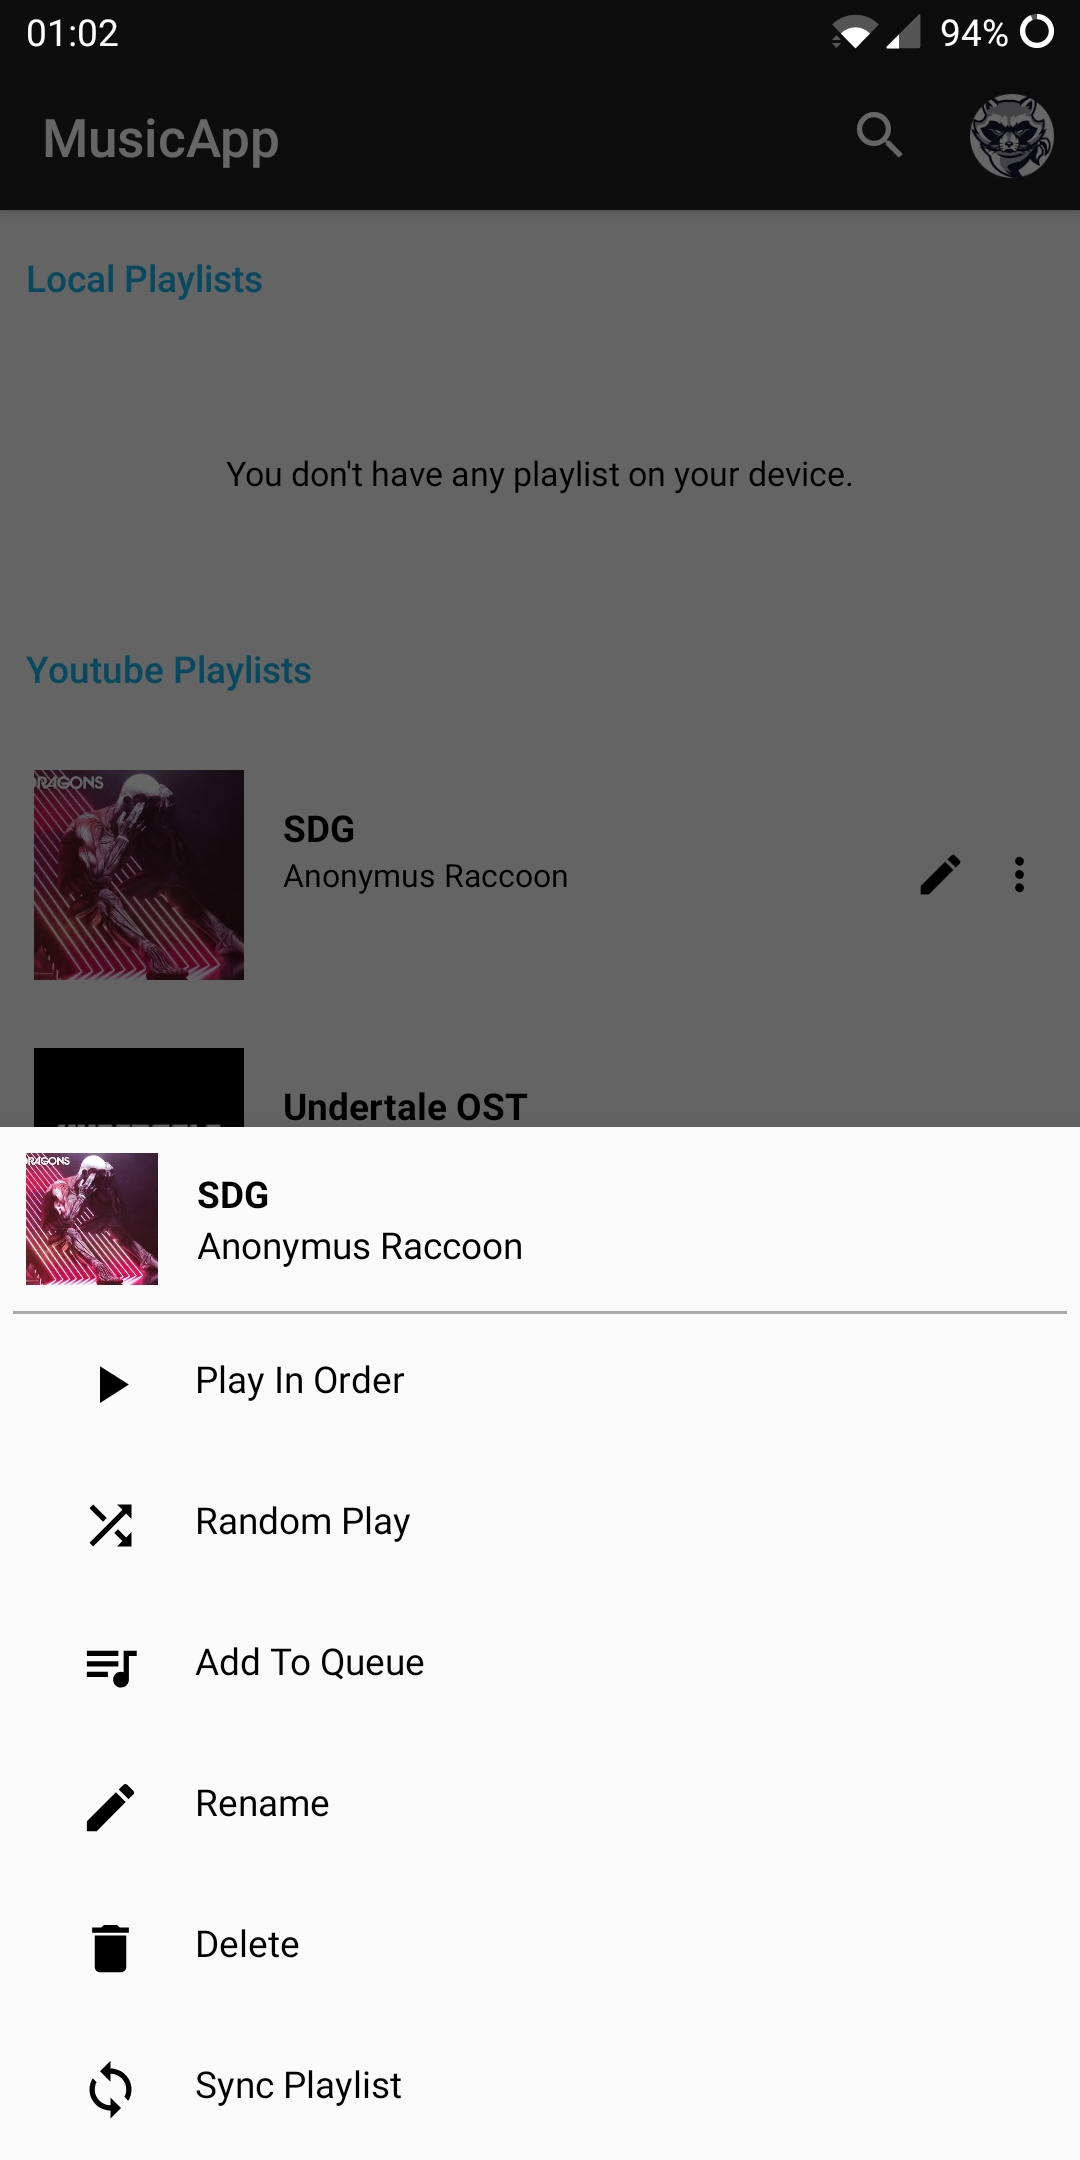 01:02
94%
MusicApp
Local Playlists
You don't have any playlist on your device.
Youtube Playlists
RAGONS
SDG
Anonymus Raccoon
Undertale OST
RAGONS
SDG
Anonymus Raccoon
Play In Order
Random Play
Add To Queue
Rename
Delete
Sync Playlist